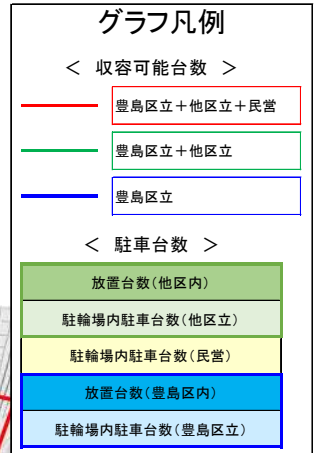 グラフ凡例
＜ 収容可能台数 ＞
豊島区立＋他区立＋民営
豊島区立＋他区立
豊島区立
＜ 駐車台数 ＞
放置台数（他区内）
駐輪場内駐車台数（他区立）
駐輪場内駐車台数（民営）
放置台数（豊島区内）
駐輪場内駐車台数（豊島区立）